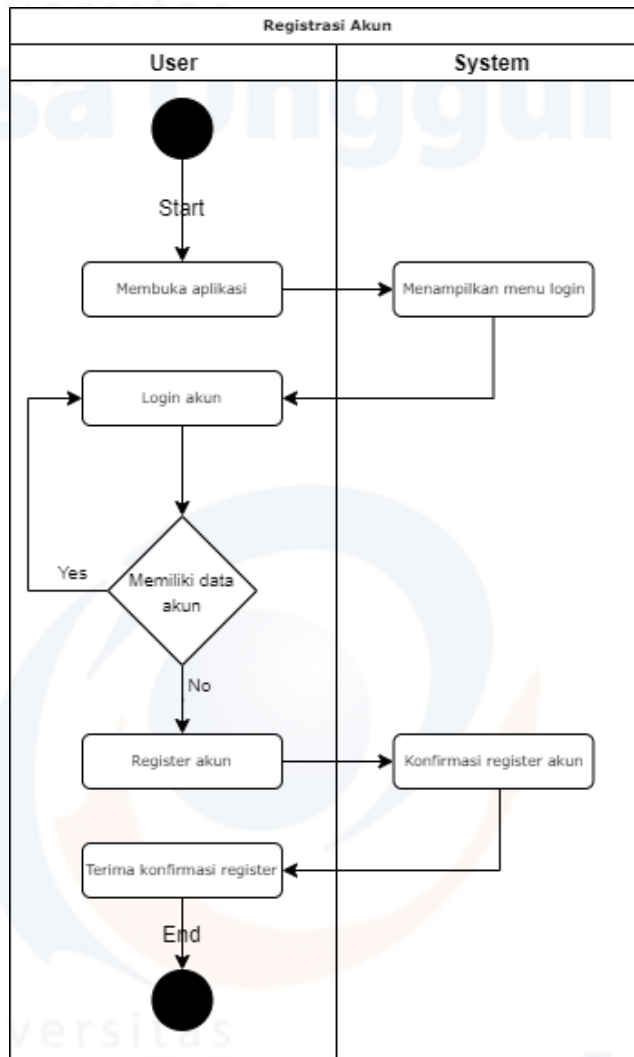 Registrasi Akun
User
System
Start
Membuka aplikasi
Menampilkan menu login
Login akun
Yes
Memiliki data
akun
No
Register akun
Konfirmasi register akun
Terima konfirmasi register
End